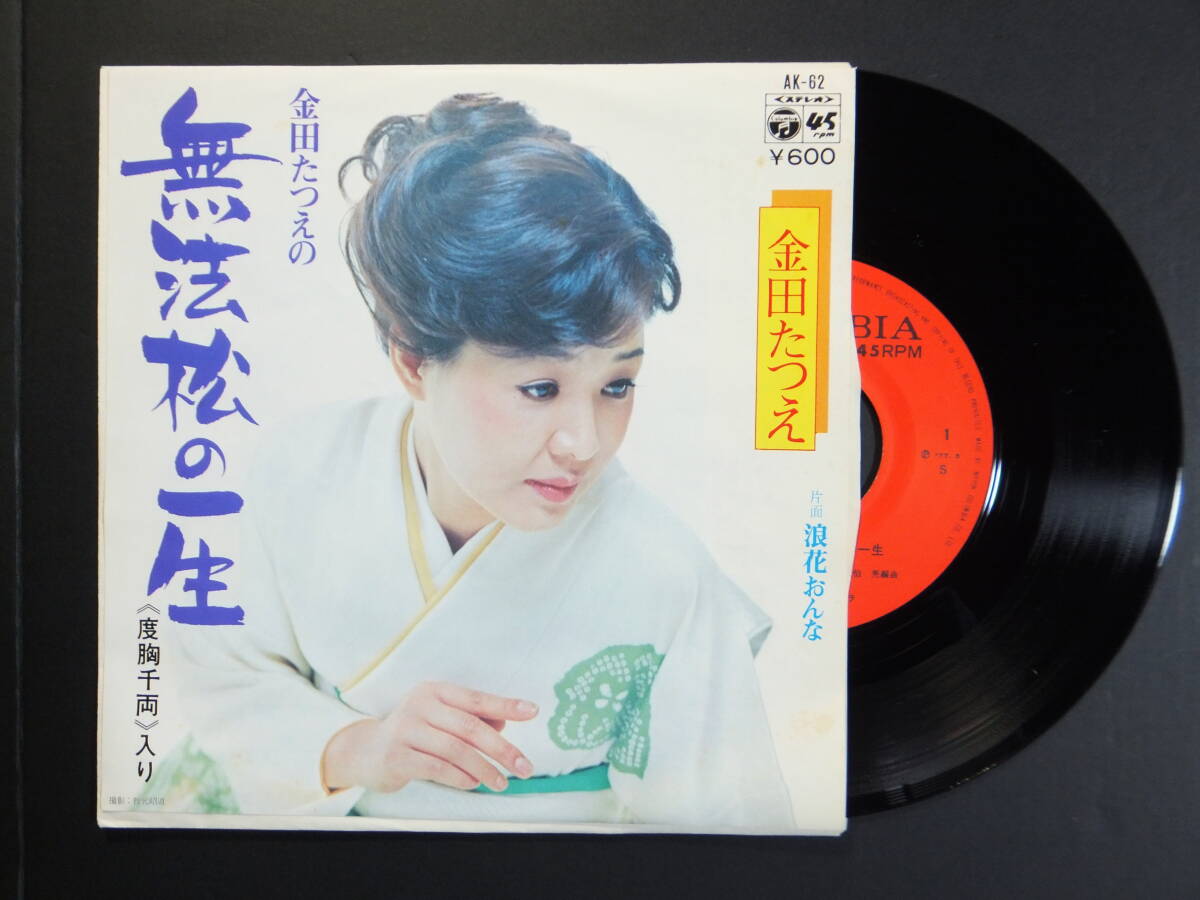 金田たつえの
無法松の一生
《度胸千両》入り
AK-62
<ステレオ>
Columbia
45
rpm
¥600
金田たつえ
片面
浪花おんな
BIA
45RPM
1
S
一生